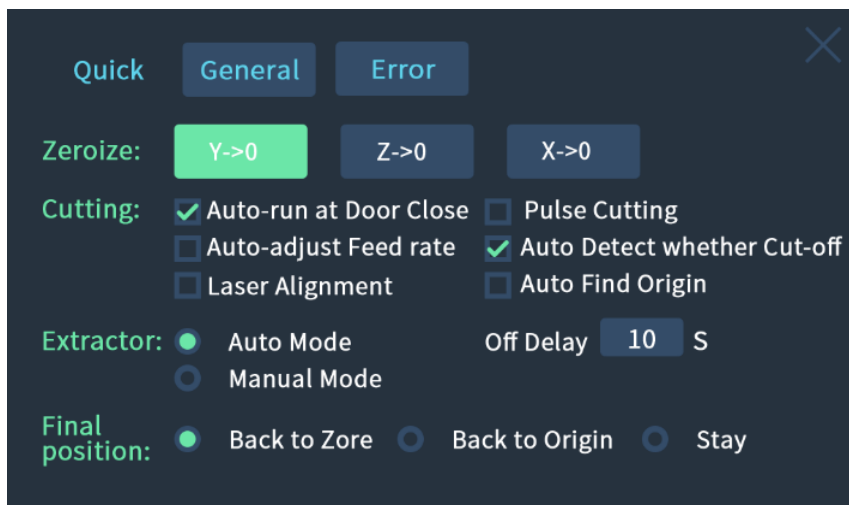 Quick General Error
Zeroize: Y->0 Z->0 X->0
Cutting: Auto-run at Door Close Pulse Cutting
Auto-adjust Feed rate Auto Detect whether Cut-off
Laser Alignment Auto Find Origin
Extractor: Auto Mode Off Delay 10 S
Manual Mode
Final
position: Back to Zore Back to Origin Stay